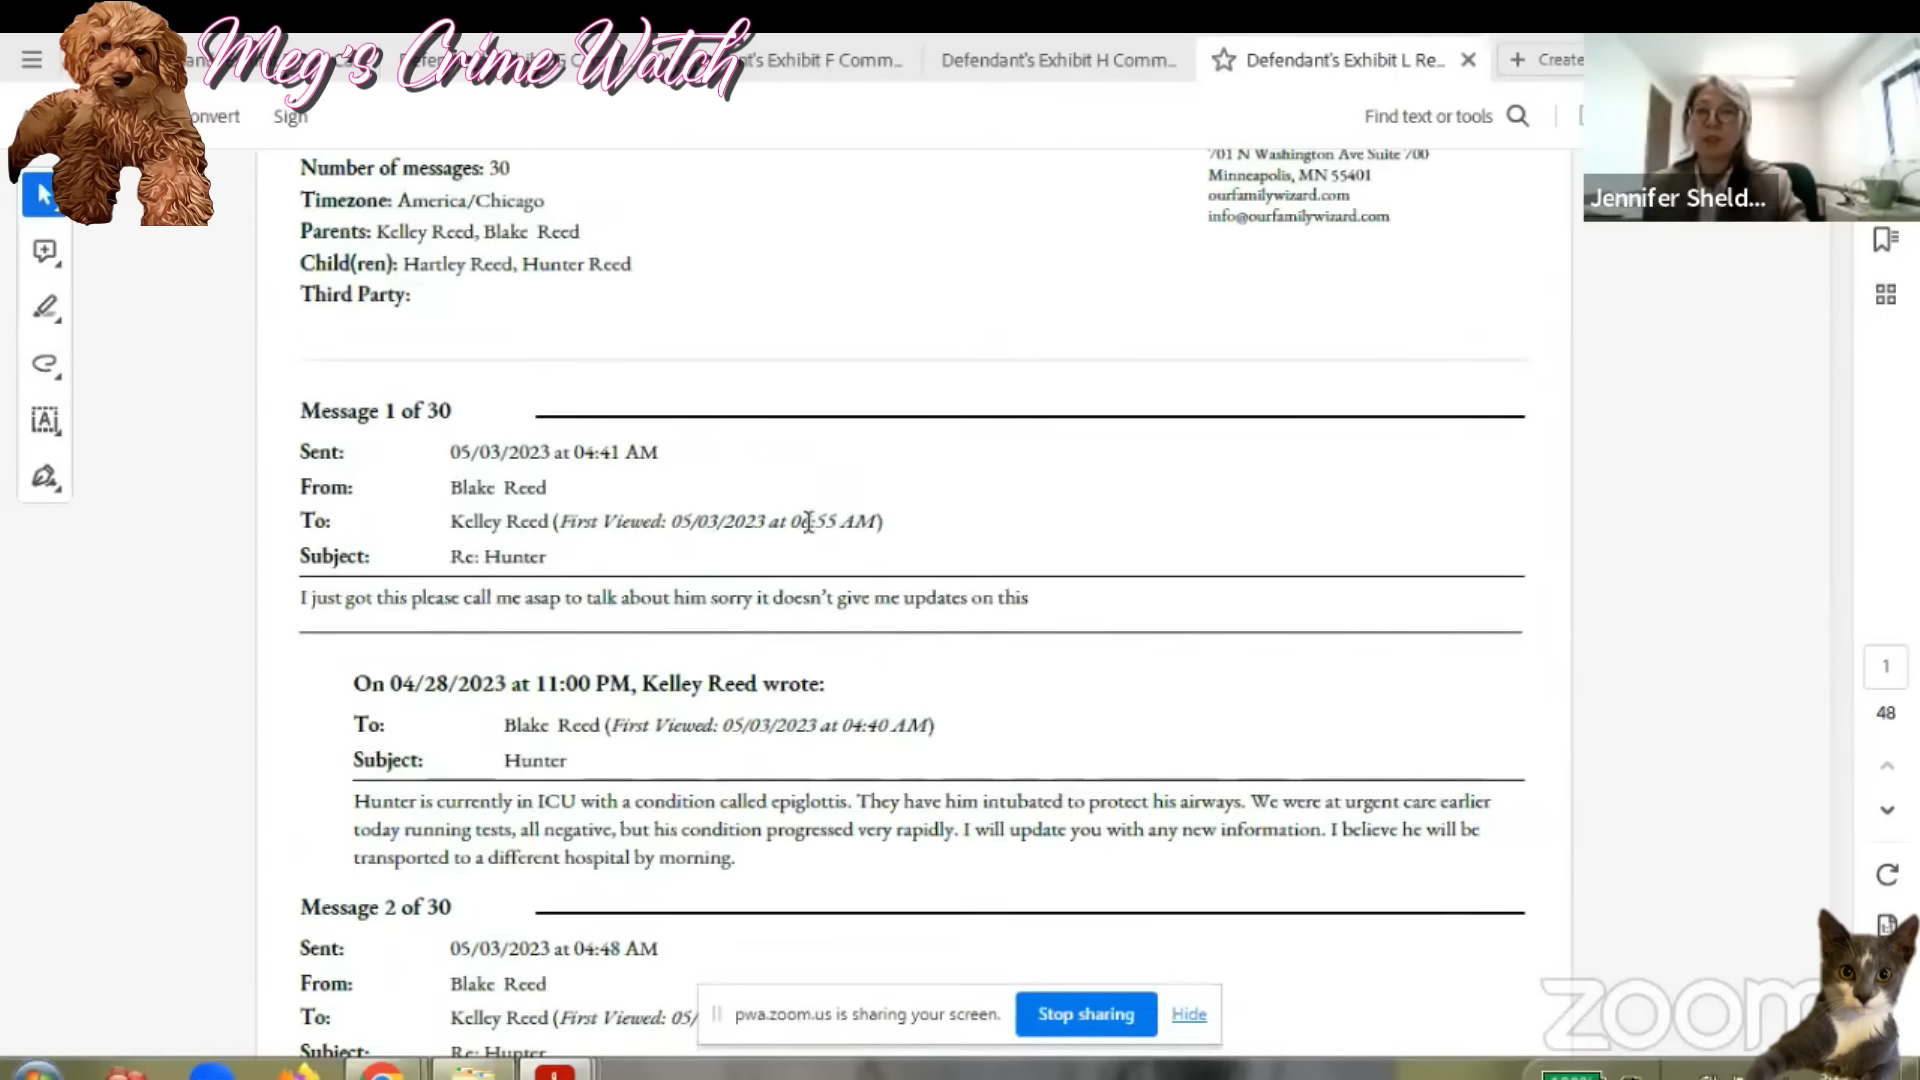 Meg's Crime Watch
's Exhibit F Comm...
Defendant's Exhibit H Comm...
Defendant's Exhibit L Re...
Create
onvert
Sign
Find text or tools
Jennifer Sheld...
Number of messages: 30
Timezone: America/Chicago
Parents: Kelley Reed, Blake Reed
Child(ren): Hartley Reed, Hunter Reed
Third Party:
701 N Washington Ave Suite 700
Minneapolis, MN 55401
ourfamilywizard.com
info@ourfamilywizard.com
Message 1 of 30
Sent: 05/03/2023 at 04:41 AM
From: Blake Reed
To: Kelley Reed (First Viewed: 05/03/2023 at 55 AM)
Subject: Re: Hunter
I just got this please call me asap to talk about him sorry it doesn't give me updates on this
On 04/28/2023 at 11:00 PM, Kelley Reed wrote:
To: Blake Reed (First Viewed: 05/03/2023 at 04:40 AM)
Subject: Hunter
Hunter is currently in ICU with a condition called epiglottis. They have him intubated to protect his airways. We were at urgent care earlier
today running tests, all negative, but his condition progressed very rapidly. I will update you with any new information. I believe he will be
transported to a different hospital by morning.
Message 2 of 30
Sent: 05/03/2023 at 04:48 AM
From: Blake Reed
To: Kelley Reed (First Viewed: 05/
Subject: Re: Hunter
pwa.zoom.us is sharing your screen.
Stop sharing
Hide
1
48
zoom